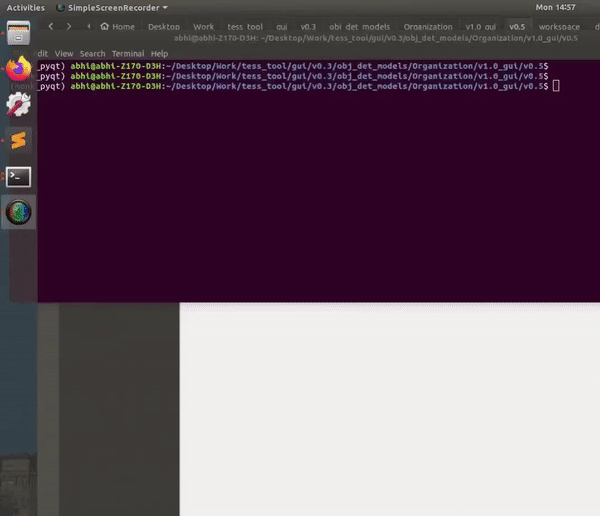 Activities SimpleScreenRecorder Mon 14:57
Home Desktop Work tess_tool gui v0.3 obj_det_models Organization v1.0_gui v0.5 workspace d
abhi@abhi-Z170-D3H: ~/Desktop/Work/tess_tool/gui/v0.3/obj_det_models/Organization/v1.0_gui/v0.5
dit View Search Terminal Help
_pyqt) abhi@abhi-Z170-D3H:~/Desktop/Work/tess_tool/gui/v0.3/obj_det_models/Organization/v1.0_gui/v0.5$
_pyqt) abhi@abhi-Z170-D3H:~/Desktop/Work/tess_tool/gui/v0.3/obj_det_models/Organization/v1.0_gui/v0.5$
_pyqt) abhi@abhi-Z170-D3H:~/Desktop/Work/tess_tool/gui/v0.3/obj_det_models/Organization/v1.0_gui/v0.5$